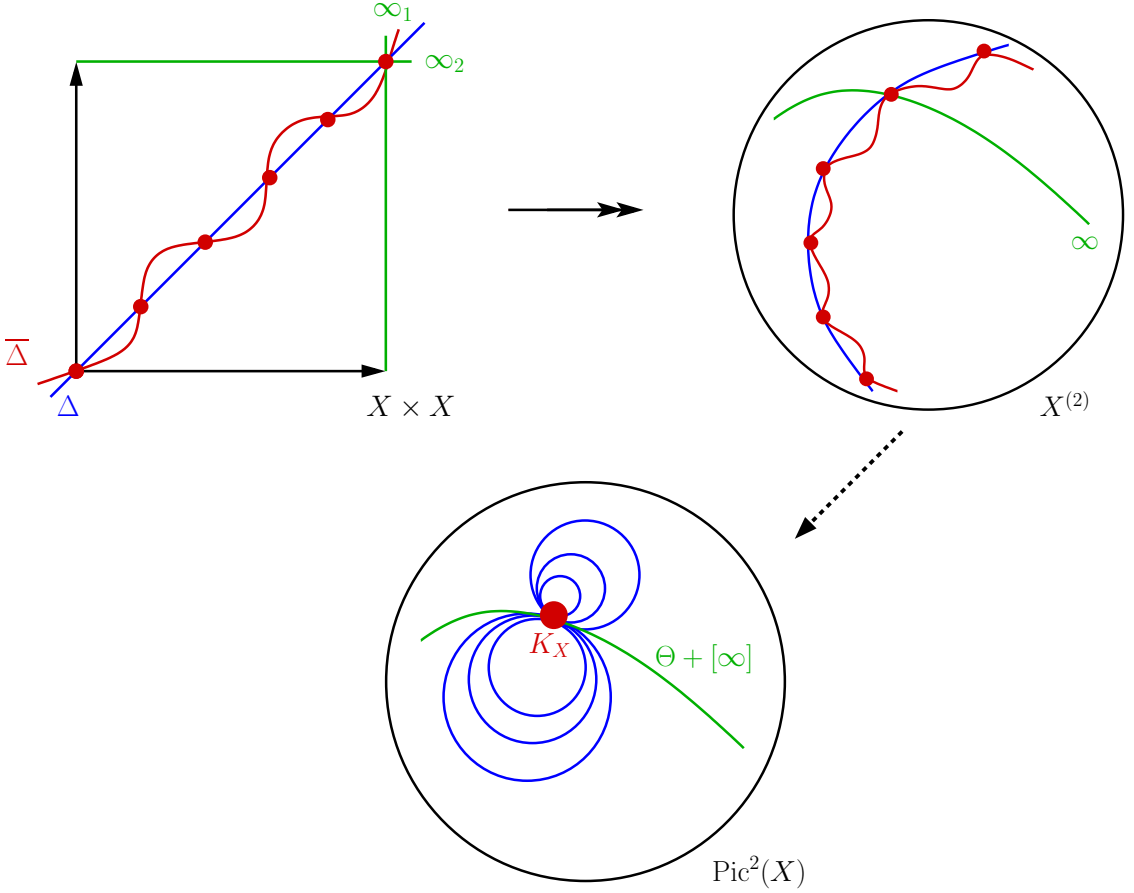 ∞₁
∞₂
Δ̅
Δ
X × X
∞
X⁽²⁾
K_X
Θ + [∞]
Pic²(X)